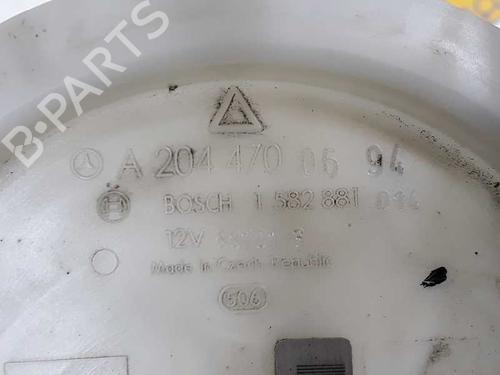 B-PARTS
A 204 470 06 94
BOSCH 1 582 881 014
12V
Made in Czech Republic
506